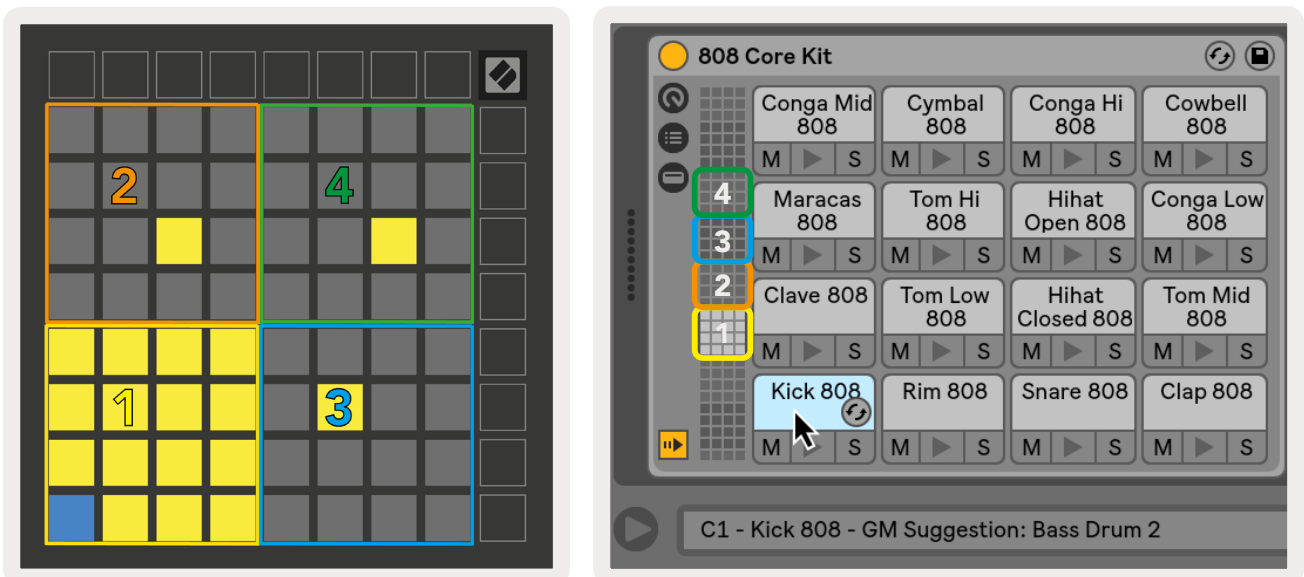 2
4
1
3
808 Core Kit
Conga Mid
808
Cymbal
808
Conga Hi
808
Cowbell
808
M S M S M S M S
4
3
2
1
Maracas
808
Tom Hi
808
Hihat
Open 808
Conga Low
808
M S M S M S M S
Clave 808
Tom Low
808
Hihat
Closed 808
Tom Mid
808
M S M S M S M S
Kick 808
Rim 808
Snare 808
Clap 808
M S M S M S M S
C1 - Kick 808 - GM Suggestion: Bass Drum 2